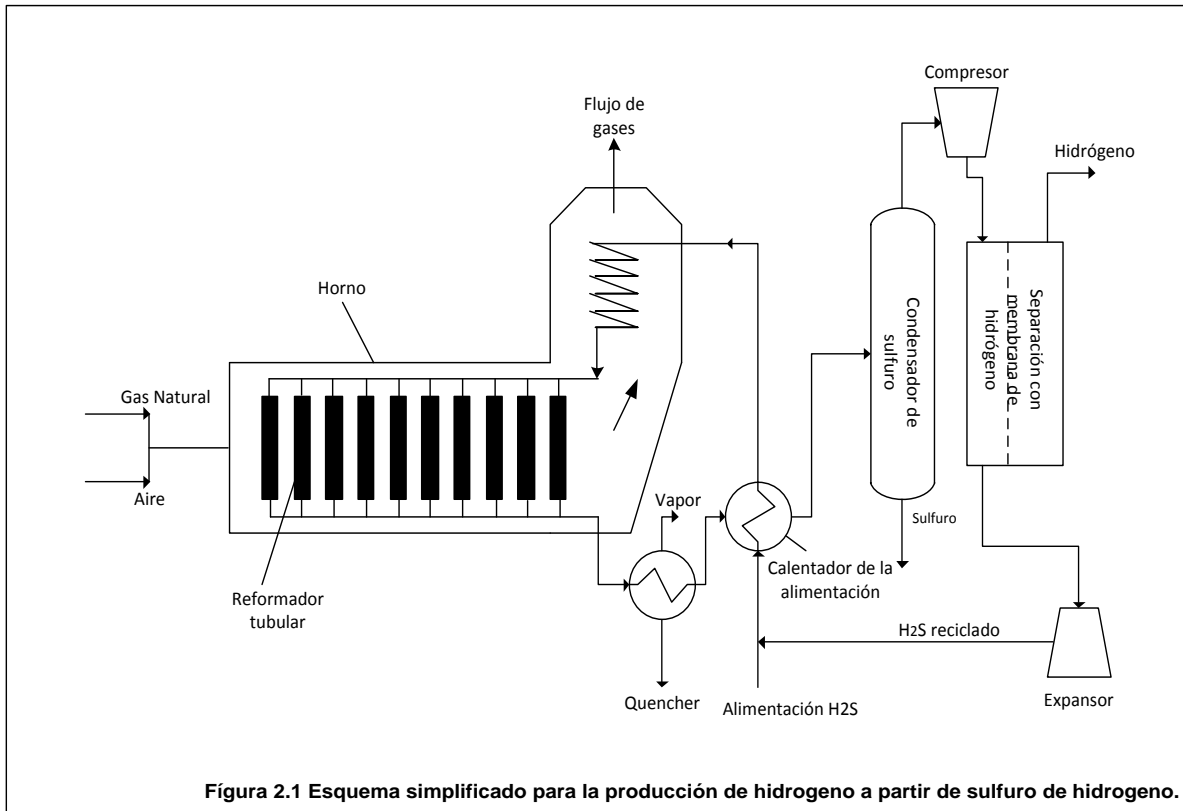 Compresor
Flujo de
gases
Hidrógeno
Horno
Condensador de
sulfuro
Separación con
membrana de
hidrógeno
Gas Natural
Aire
Vapor
Sulfuro
Calentador de la
alimentación
Reformador
tubular
H2S reciclado
Quencher
Alimentación H2S
Expansor
Fígura 2.1 Esquema simplificado para la producción de hidrogeno a partir de sulfuro de hidrogeno.